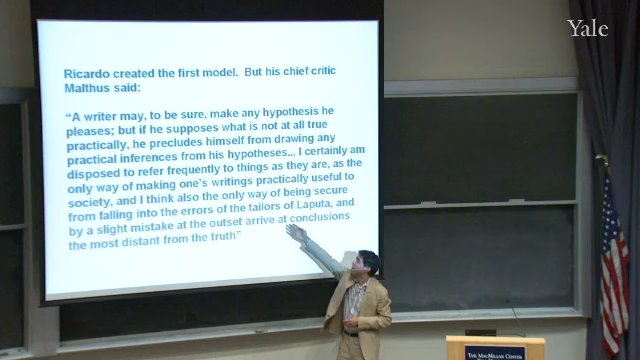 Yale
Ricardo created the first model. But his chief critic
Malthus said:
“A writer may, to be sure, make any hypothesis he
pleases; but if he supposes what is not at all true
practically, he precludes himself from drawing any
practical inferences from his hypotheses... I certainly am
disposed to refer frequently to things as they are, as the
only way of making one's writings practically useful to
society, and I think also the only way of being secure
from falling into the errors of the tailors of Laputa, and
by a slight mistake at the outset arrive at conclusions
the most distant from the truth”
THE MACMILLAN CENTER